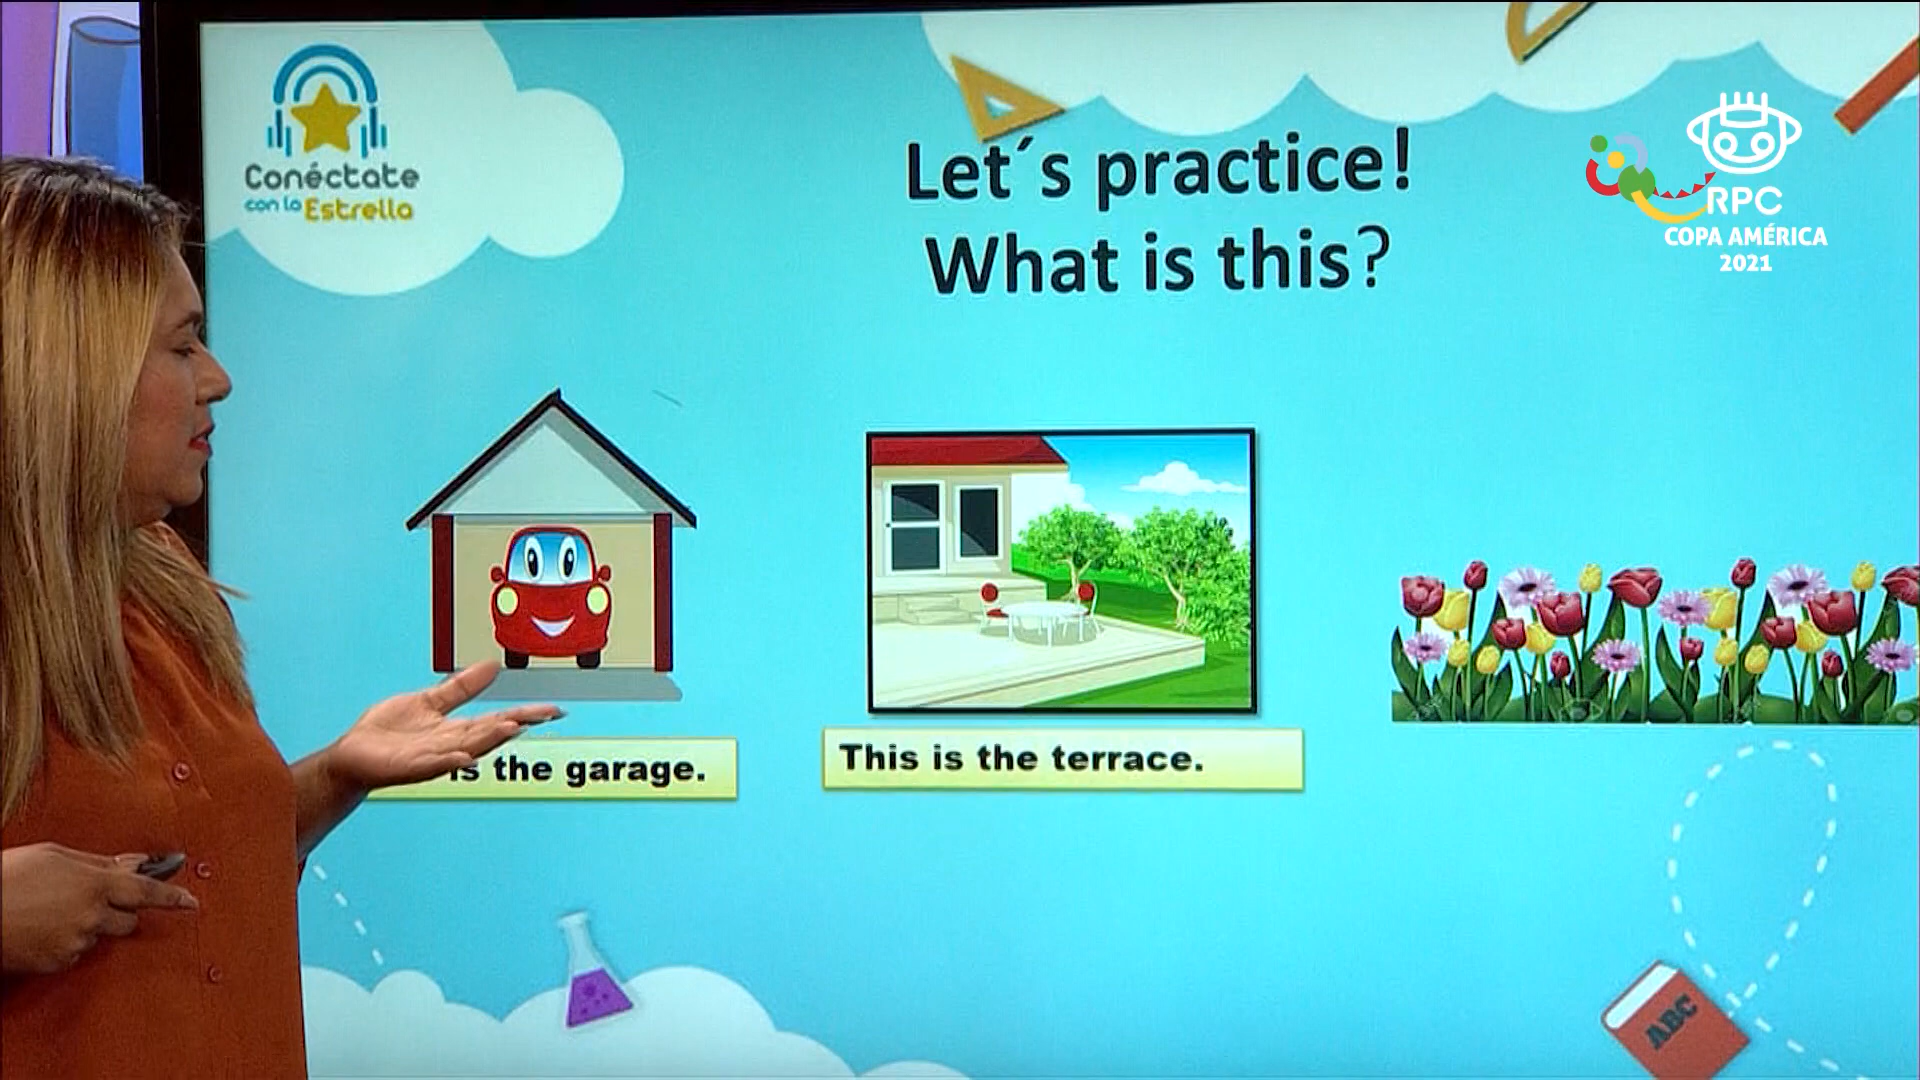 Conéctate
con la Estrella
Let´s practice!
What is this?
RPC
COPA AMÉRICA
2021
is the garage.
This is the terrace.
ABC